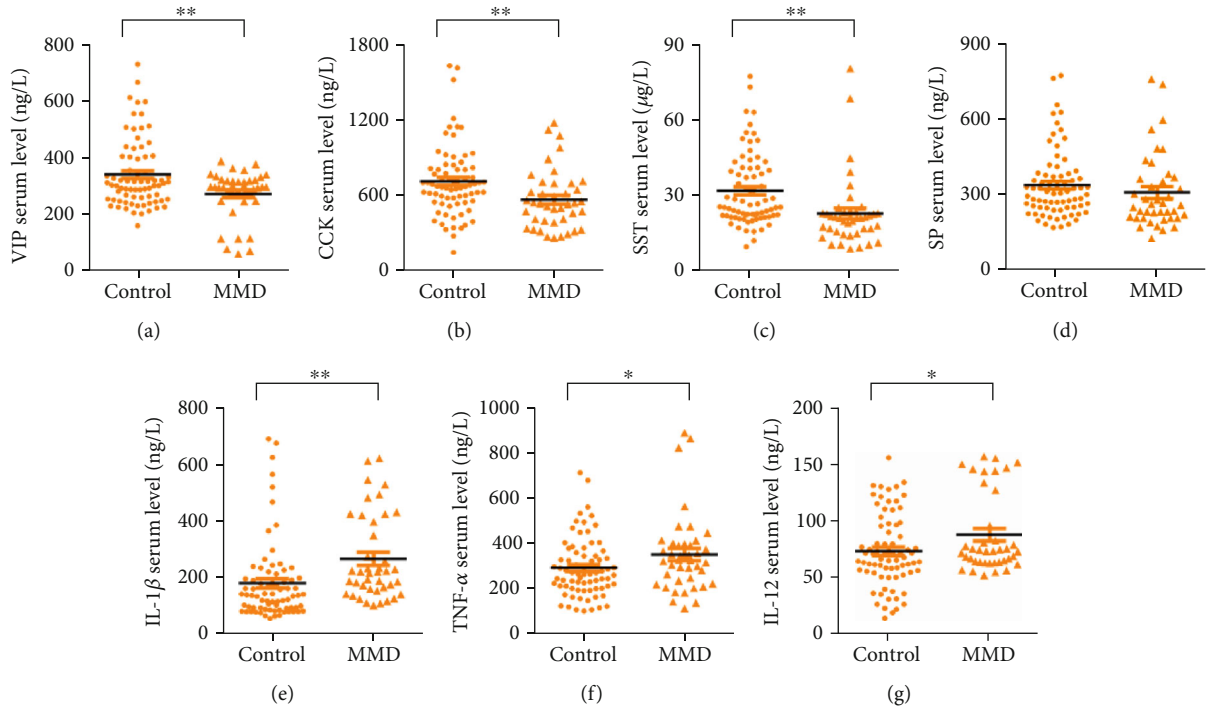 **
800
600
400
200
0
VIP serum level (ng/L)
Control
MMD
(a)
**
1800
1200
600
0
CCK serum level (ng/L)
Control
MMD
(b)
**
90
60
30
0
SST serum level (μg/L)
Control
MMD
(c)
900
600
300
0
SP serum level (ng/L)
Control
MMD
(d)
**
800
600
400
200
0
IL-1β serum level (ng/L)
Control
MMD
(e)
*
1000
800
600
400
200
0
TNF-α serum level (ng/L)
Control
MMD
(f)
*
200
150
100
50
0
IL-12 serum level (ng/L)
Control
MMD
(g)